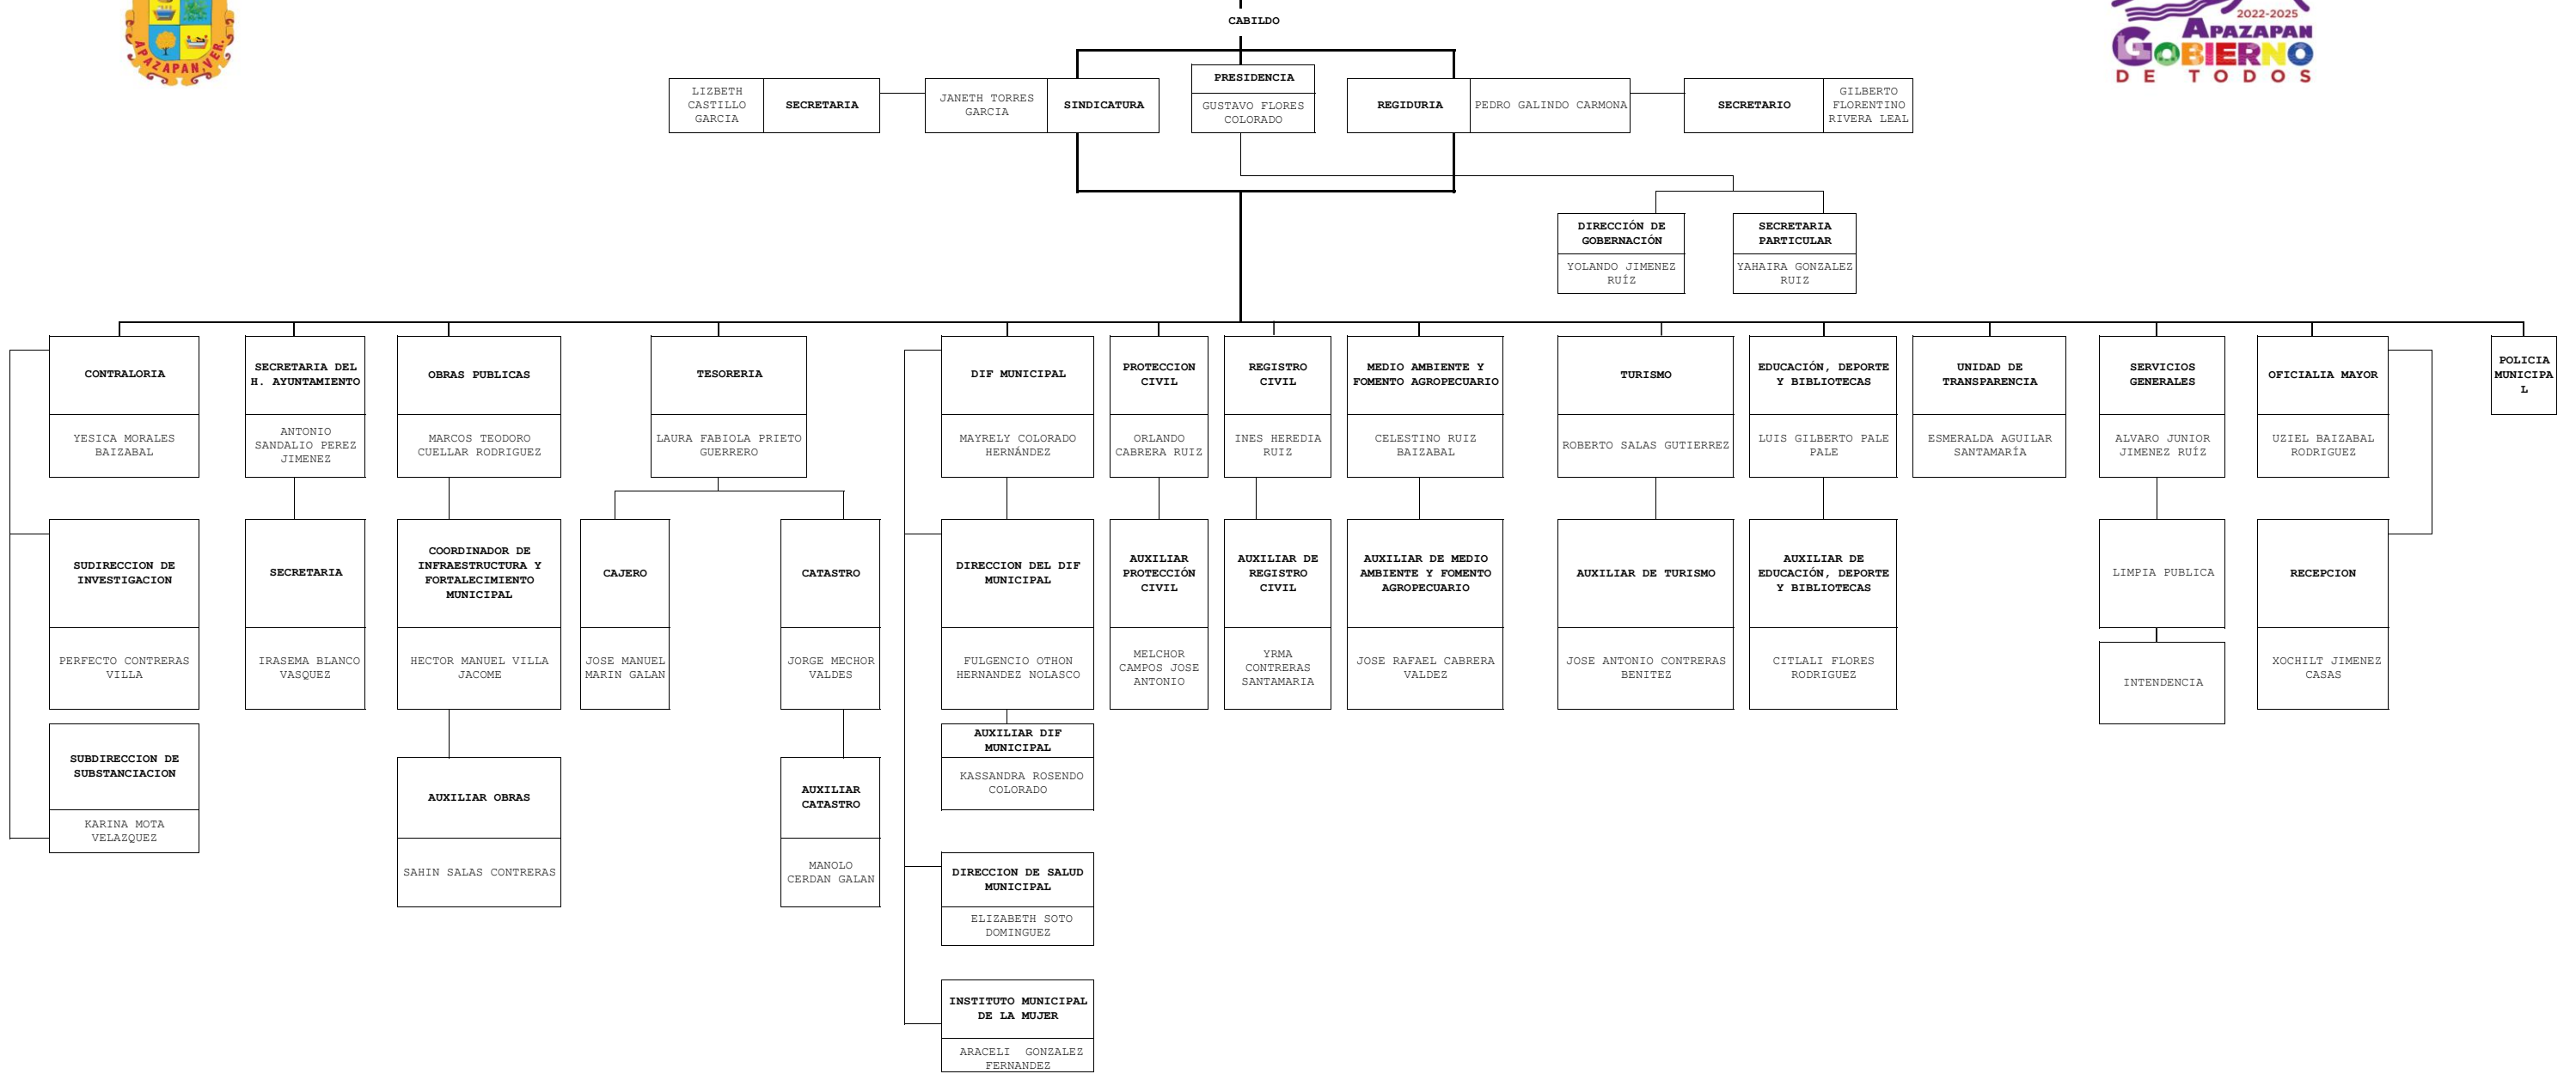 APAZAPAN, VER.
CABILDO
2022-2025
APAZAPAN
GOBIERNO
DE TODOS
LIZBETH
CASTILLO
GARCIA
SECRETARIA
JANETH TORRES
GARCIA
SINDICATURA
PRESIDENCIA
GUSTAVO FLORES
COLORADO
REGIDURIA
PEDRO GALINDO CARMONA
SECRETARIO
GILBERTO
FLORENTINO
RIVERA LEAL
DIRECCIÓN DE
GOBERNACIÓN
YOLANDO JIMENEZ
RUÍZ
SECRETARIA
PARTICULAR
YAHAIRA GONZALEZ
RUIZ
CONTRALORIA
YESICA MORALES
BAIZABAL
SECRETARIA DEL
H. AYUNTAMIENTO
ANTONIO
SANDALIO PEREZ
JIMENEZ
OBRAS PUBLICAS
MARCOS TEODORO
CUELLAR RODRIGUEZ
TESORERIA
LAURA FABIOLA PRIETO
GUERRERO
DIF MUNICIPAL
MAYRELY COLORADO
HERNÁNDEZ
PROTECCION
CIVIL
ORLANDO
CABRERA RUIZ
REGISTRO
CIVIL
INES HEREDIA
RUIZ
MEDIO AMBIENTE Y
FOMENTO AGROPECUARIO
CELESTINO RUIZ
BAIZABAL
TURISMO
ROBERTO SALAS GUTIERREZ
EDUCACIÓN, DEPORTE
Y BIBLIOTECAS
LUIS GILBERTO PALE
PALE
UNIDAD DE
TRANSPARENCIA
ESMERALDA AGUILAR
SANTAMARÍA
SERVICIOS
GENERALES
ALVARO JUNIOR
JIMENEZ RUÍZ
OFICIALIA MAYOR
UZIEL BAIZABAL
RODRIGUEZ
POLICIA
MUNICIPA
L
SUDIRECCION DE
INVESTIGACION
PERFECTO CONTRERAS
VILLA
SECRETARIA
IRASEMA BLANCO
VASQUEZ
COORDINADOR DE
INFRAESTRUCTURA Y
FORTALECIMIENTO
MUNICIPAL
HECTOR MANUEL VILLA
JACOME
CAJERO
JOSE MANUEL
MARIN GALAN
CATASTRO
JORGE MECHOR
VALDES
DIRECCION DEL DIF
MUNICIPAL
FULGENCIO OTHON
HERNANDEZ NOLASCO
AUXILIAR
PROTECCIÓN
CIVIL
MELCHOR
CAMPOS JOSE
ANTONIO
AUXILIAR DE
REGISTRO
CIVIL
YRMA
CONTRERAS
SANTAMARIA
AUXILIAR DE MEDIO
AMBIENTE Y FOMENTO
AGROPECUARIO
JOSE RAFAEL CABRERA
VALDEZ
AUXILIAR DE TURISMO
JOSE ANTONIO CONTRERAS
BENITEZ
AUXILIAR DE
EDUCACIÓN, DEPORTE
Y BIBLIOTECAS
CITLALI FLORES
RODRIGUEZ
LIMPIA PUBLICA
INTENDENCIA
RECEPCION
XOCHILT JIMENEZ
CASAS
SUBDIRECCION DE
SUBSTANCIACION
KARINA MOTA
VELAZQUEZ
AUXILIAR OBRAS
SAHIN SALAS CONTRERAS
AUXILIAR
CATASTRO
MANOLO
CERDAN GALAN
AUXILIAR DIF
MUNICIPAL
KASSANDRA ROSENDO
COLORADO
DIRECCION DE SALUD
MUNICIPAL
ELIZABETH SOTO
DOMINGUEZ
INSTITUTO MUNICIPAL
DE LA MUJER
ARACELI  GONZALEZ
FERNANDEZ